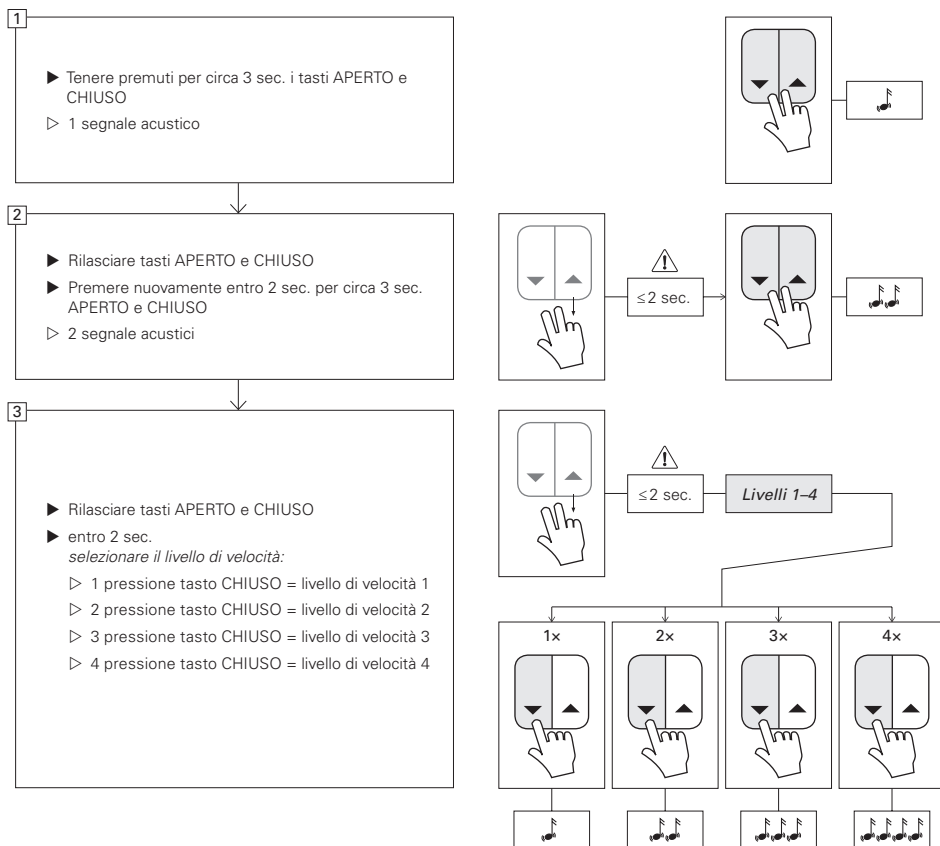 1
▶ Tenere premuti per circa 3 sec. i tasti APERTO e
CHIUSO
▷ 1 segnale acustico
2
▶ Rilasciare tasti APERTO e CHIUSO
▶ Premere nuovamente entro 2 sec. per circa 3 sec.
APERTO e CHIUSO
▷ 2 segnale acustici
≤2 sec.
3
▶ Rilasciare tasti APERTO e CHIUSO
▶ entro 2 sec.
selezionare il livello di velocità:
▷ 1 pressione tasto CHIUSO = livello di velocità 1
▷ 2 pressione tasto CHIUSO = livello di velocità 2
▷ 3 pressione tasto CHIUSO = livello di velocità 3
▷ 4 pressione tasto CHIUSO = livello di velocità 4
≤2 sec.
Livelli 1–4
1×
2×
3×
4×